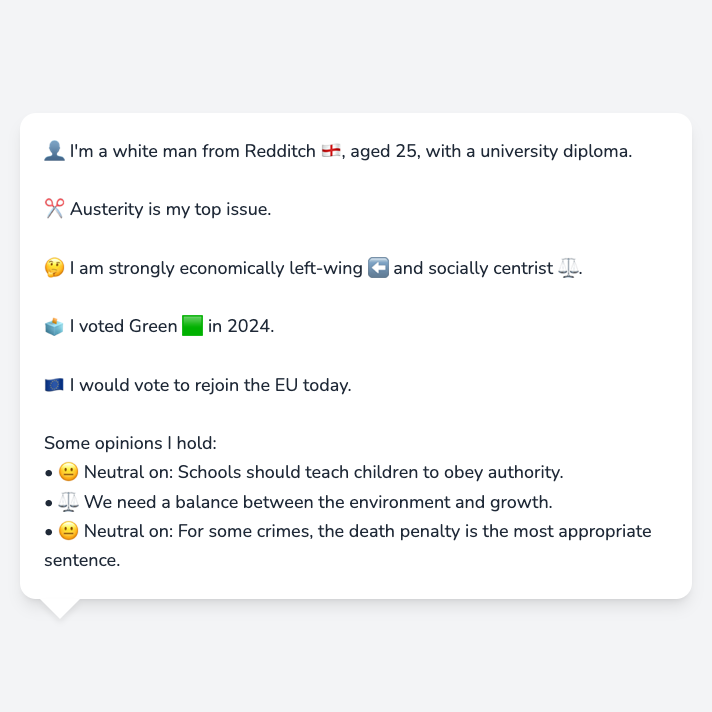 👤 I'm a white man from Redditch 🏴󠁧󠁢󠁥󠁮󠁧󠁿, aged 25, with a university diploma.
✂️ Austerity is my top issue.
🤔 I am strongly economically left-wing ⬅️ and socially centrist ⚖️.
🗳️ I voted Green 🟩 in 2024.
🇪🇺 I would vote to rejoin the EU today.
Some opinions I hold:
• 😐 Neutral on: Schools should teach children to obey authority.
• ⚖️ We need a balance between the environment and growth.
• 😐 Neutral on: For some crimes, the death penalty is the most appropriate
sentence.